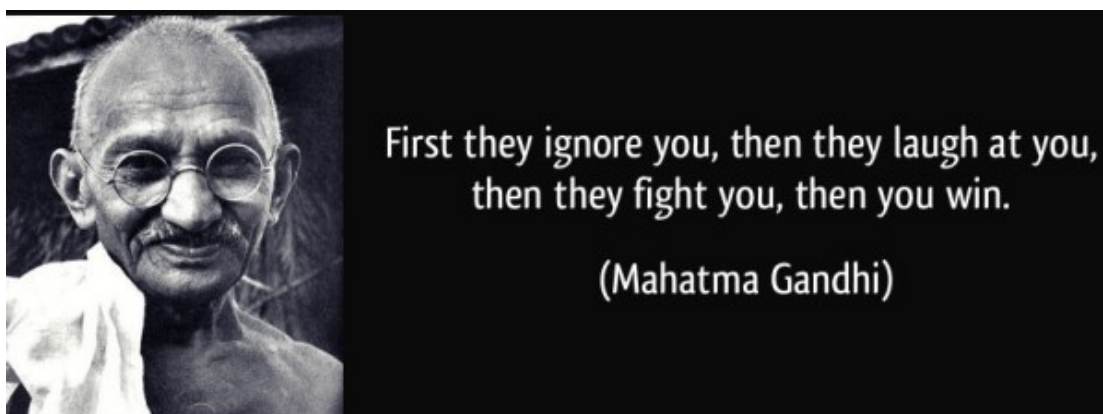 First they ignore you, then they laugh at you,
then they fight you, then you win.
(Mahatma Gandhi)